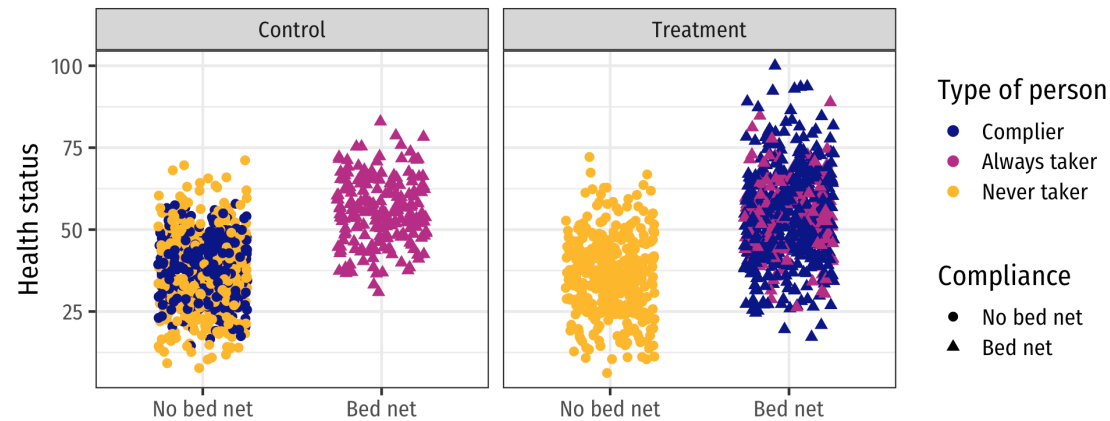 Control
Treatment
Health status
100
75
50
25
No bed net
Bed net
No bed net
Bed net
Type of person
Complier
Always taker
Never taker
Compliance
No bed net
Bed net